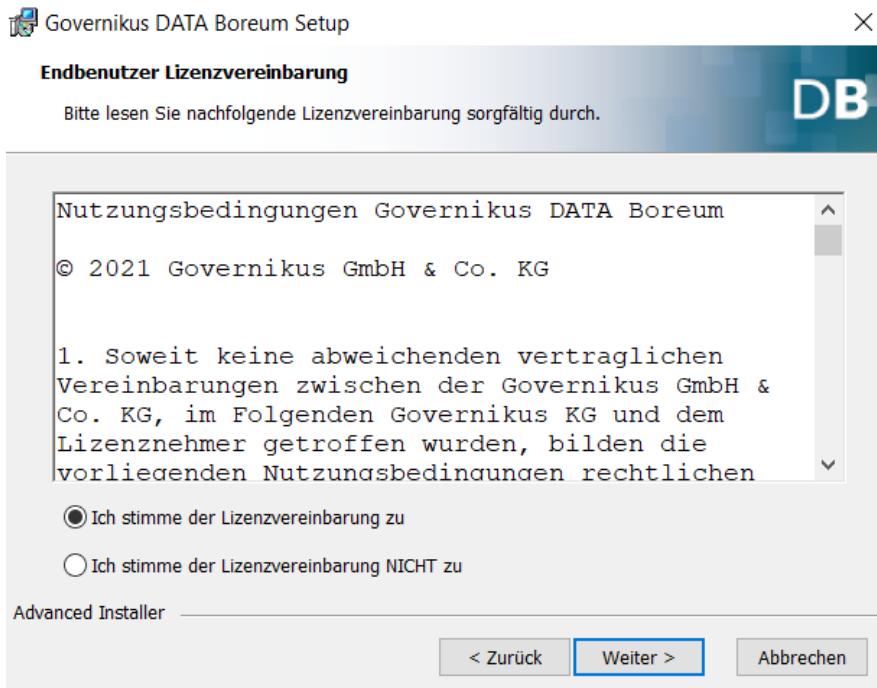 Governikus DATA Boreum Setup
Endbenutzer Lizenzvereinbarung
Bitte lesen Sie nachfolgende Lizenzvereinbarung sorgfältig durch.
DB
Nutzungsbedingungen Governikus DATA Boreum
© 2021 Governikus GmbH & Co. KG
1. Soweit keine abweichenden vertraglichen
Vereinbarungen zwischen der Governikus GmbH &
Co. KG, im Folgenden Governikus KG und dem
Lizenznehmer getroffen wurden, bilden die
vorliegenden Nutzungsbedingungen rechtlichen
Ich stimme der Lizenzvereinbarung zu
Ich stimme der Lizenzvereinbarung NICHT zu
Advanced Installer
< Zurück Weiter > Abbrechen